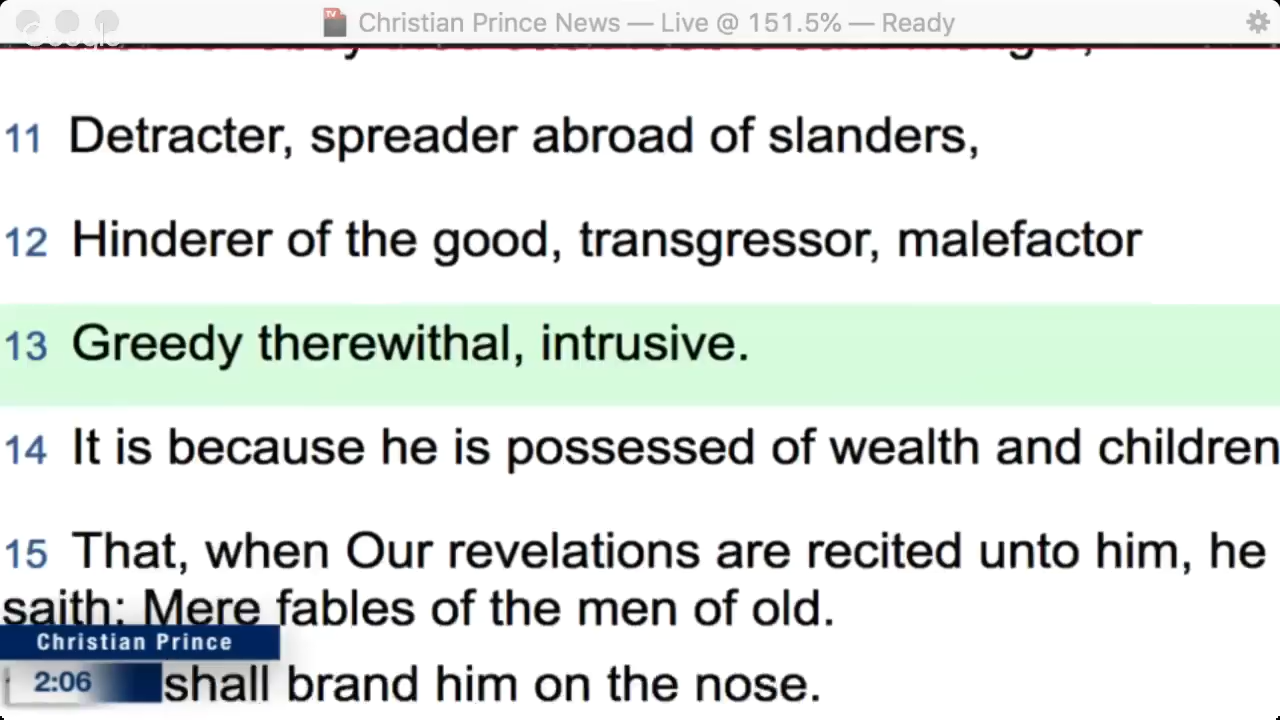 Christian Prince News — Live @ 151.5% — Ready
Google
11 Detracter, spreader abroad of slanders,
12 Hinderer of the good, transgressor, malefactor
13 Greedy therewithal, intrusive.
14 It is because he is possessed of wealth and children
15 That, when Our revelations are recited unto him, he
saith: Mere fables of the men of old.
Christian Prince
2:06
shall brand him on the nose.